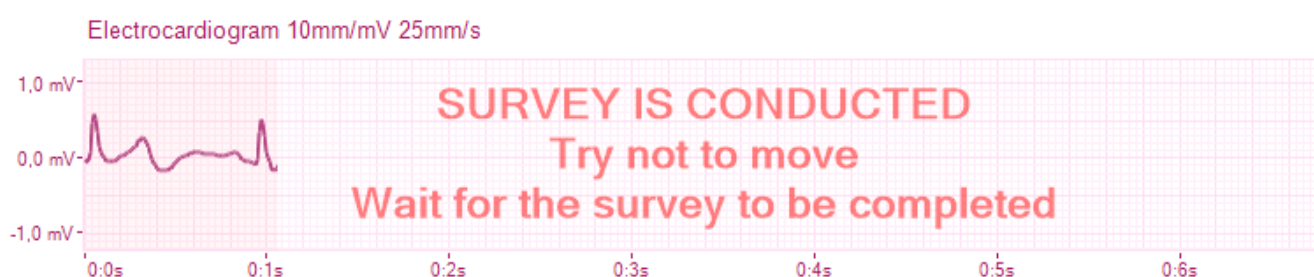 Electrocardiogram 10mm/mV 25mm/s
1,0 mV
SURVEY IS CONDUCTED
Try not to move
0,0 mV
Wait for the survey to be completed
-1,0 mV
0:0s 0:1s 0:2s 0:3s 0:4s 0:5s 0:6s